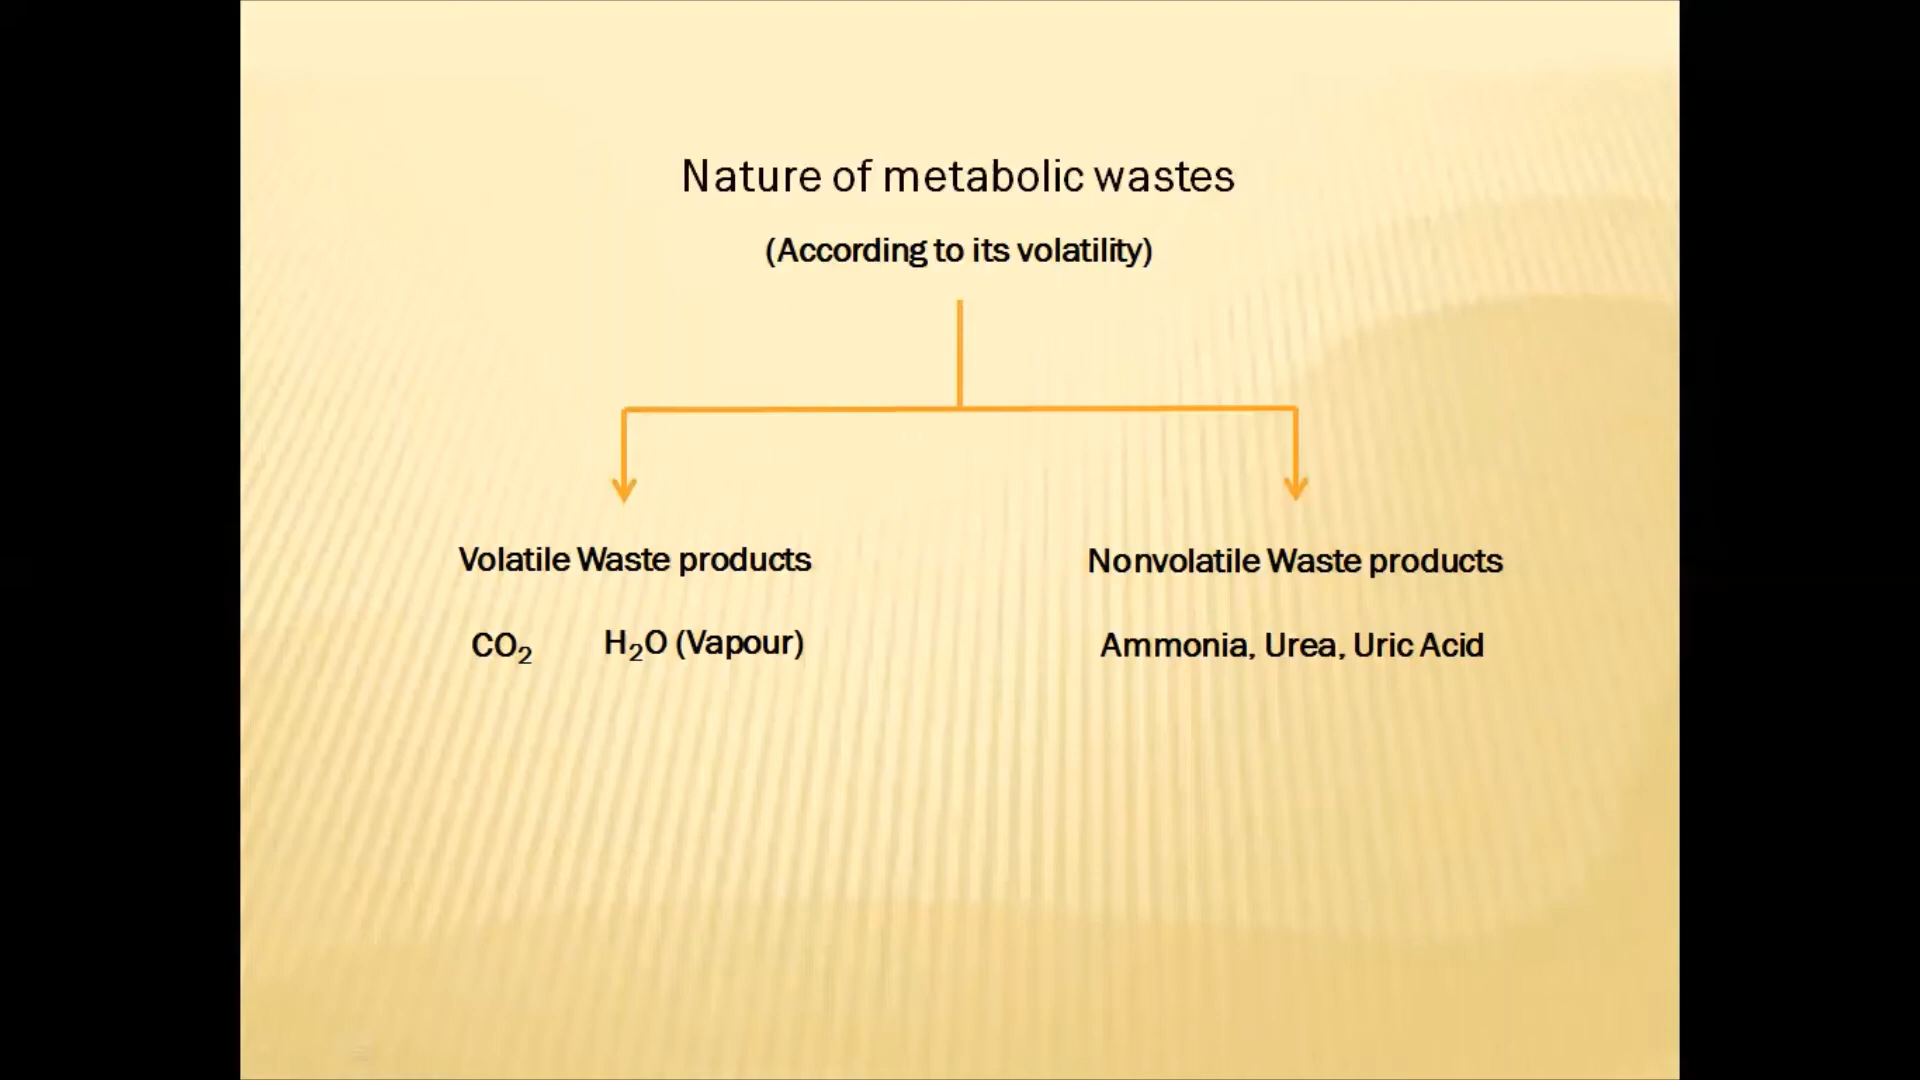 Nature of metabolic wastes
(According to its volatility)
Volatile Waste products
CO₂ H₂O (Vapour)
Nonvolatile Waste products
Ammonia, Urea, Uric Acid